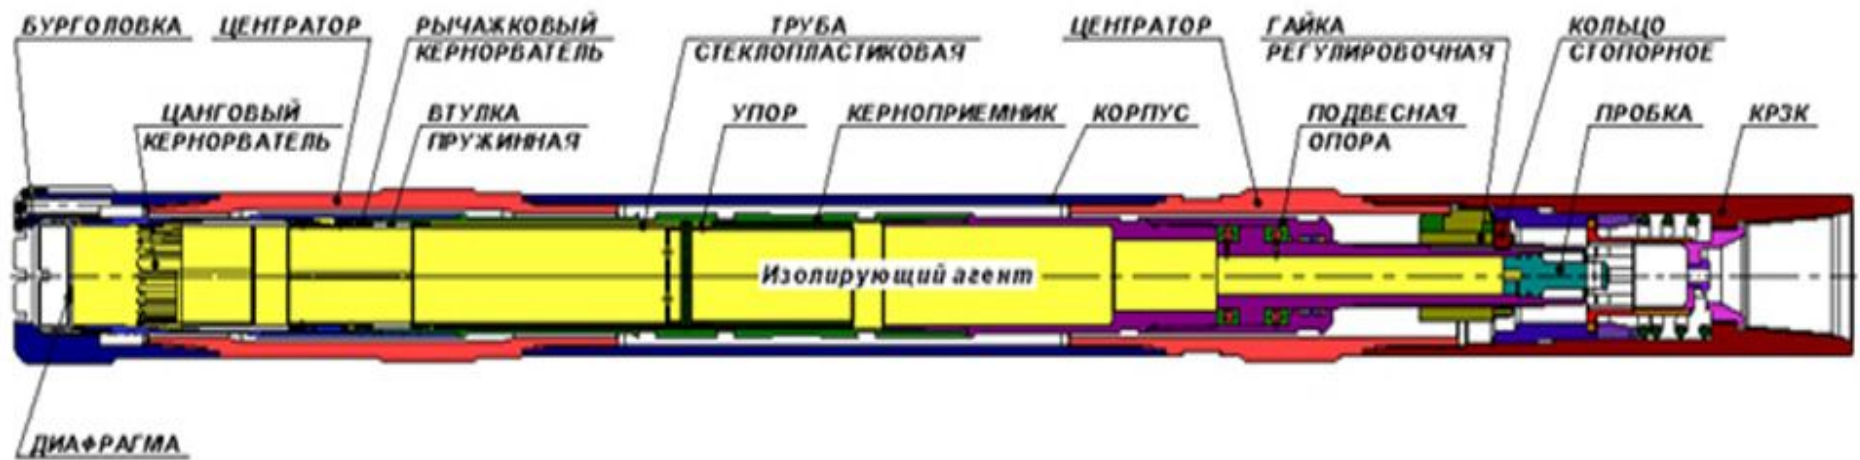 БУРГОЛОВКА
ЦЕНТРАТОР
РЫЧАЖКОВЫЙ
КЕРНОРВАТЕЛЬ
ТРУБА
СТЕКЛОПЛАСТИКОВАЯ
ЦЕНТРАТОР
ГАЙКА
РЕГУЛИРОВОЧНАЯ
КОЛЬЦО
СТОПОРНОЕ
ЦАНГОВЫЙ
КЕРНОРВАТЕЛЬ
ВТУЛКА
ПРУЖИННАЯ
УПОР
КЕРНОПРИЕМНИК
КОРПУС
ПОДВЕСНАЯ
ОПОРА
ПРОБКА
КРЗК
Изолирующий агент
ДИАФРАГМА